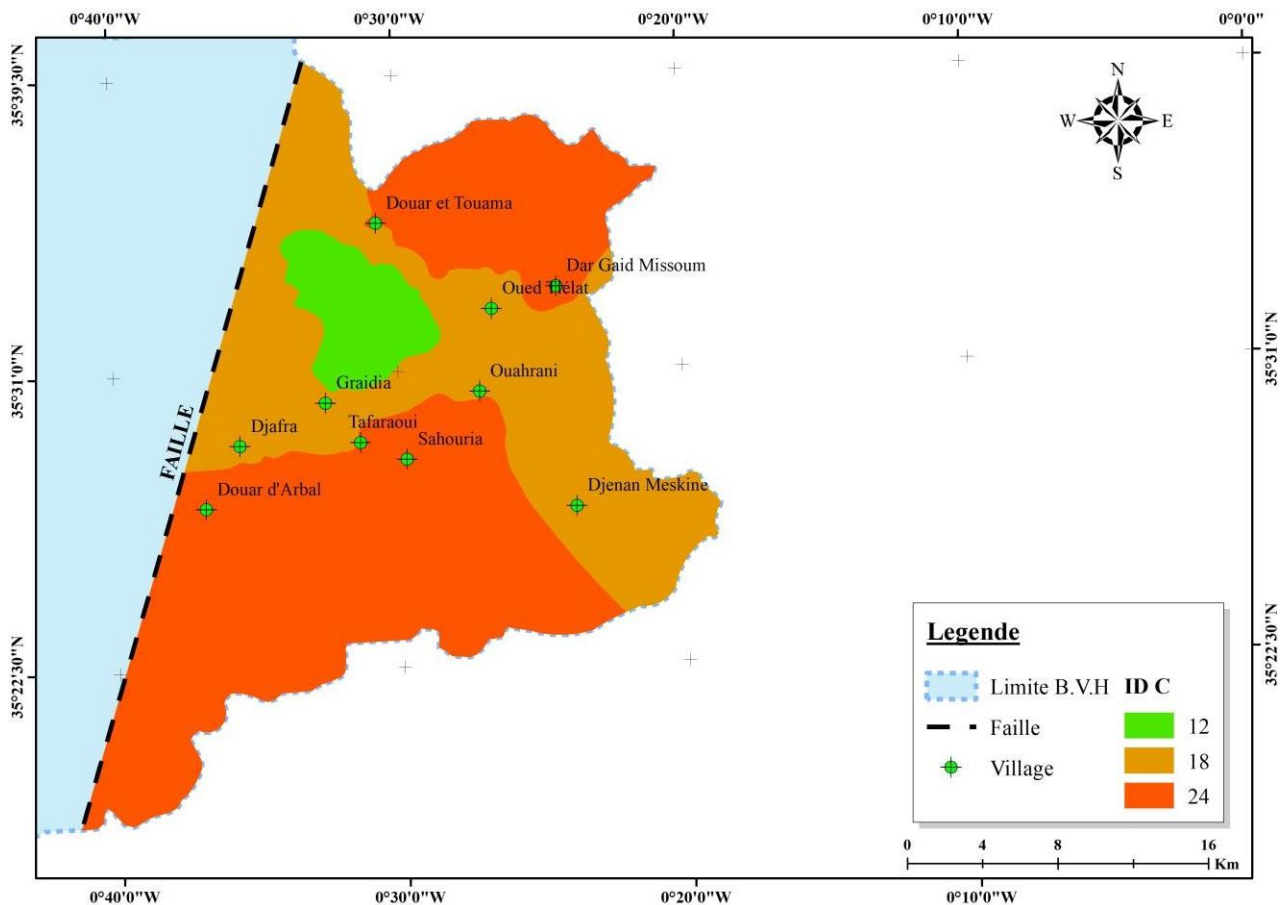 0°40'0"W 0°30'0"W 0°20'0"W 0°10'0"W 0°0'0"
35°39'30"N
35°39'30"N
N
W E
S
Douar et Touama
Dar Gaid Missoum
Oued Tlélat
35°31'0"N
35°31'0"N
Ouahrani
Graidia
Djafra
Tafaraoui
Sahouria
FAILLE
Douar d'Arbal
Djenan Meskine
35°22'30"N
35°22'30"N
Legende
Limite B.V.H ID C
Faille 12
Village 18
24
0 4 8 16
Km
0°40'0"W 0°30'0"W 0°20'0"W 0°10'0"W